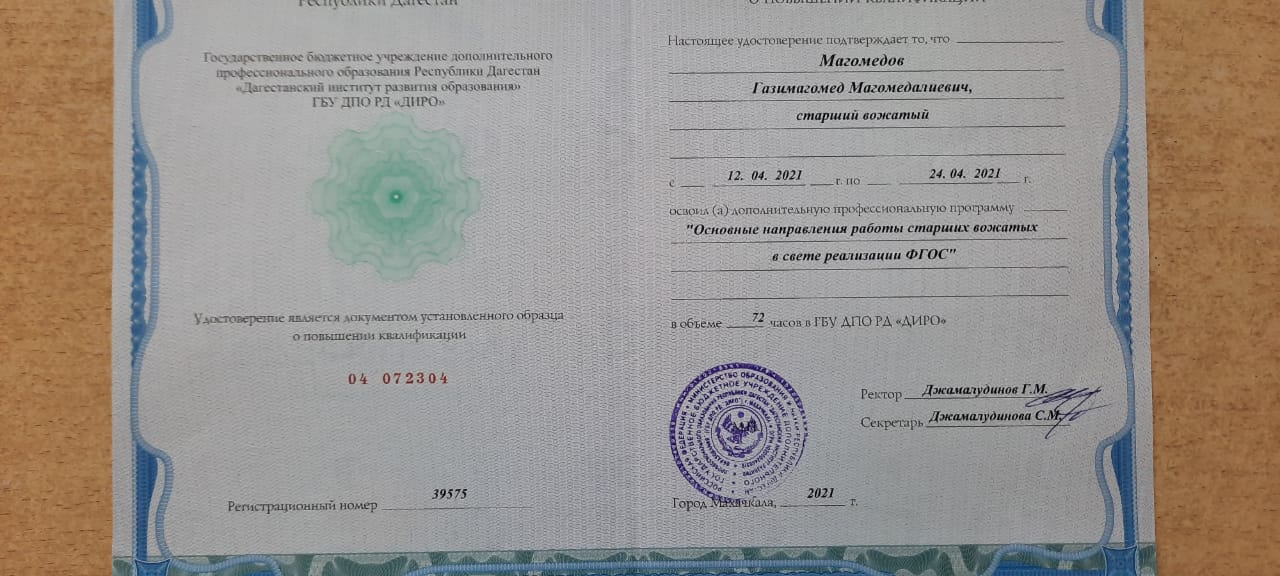 Республики Дагестан
Государственное бюджетное учреждение дополнительного
профессионального образования Республики Дагестан
«Дагестанский институт развития образования»
ГБУ ДПО РД «ДИРО»
Удостоверение является документом установленного образца
о повышении квалификации
04 072304
Регистрационный номер 39575
О ПОВЫШЕНИИ КВАЛИФИКАЦИИ
Настоящее удостоверение подтверждает то, что
Магомедов
Газимагомед Магомедалиевич,
старший вожатый
с 12. 04. 2021 г. по 24. 04. 2021 г.
освоил (а) дополнительную профессиональную программу
"Основные направления работы старших вожатых
в свете реализации ФГОС"
в объеме 72 часов в ГБУ ДПО РД «ДИРО»
Ректор Джамалудинов Г.М.
Секретарь Джамалудинова С.М.
Город Махачкала, 2021 г.